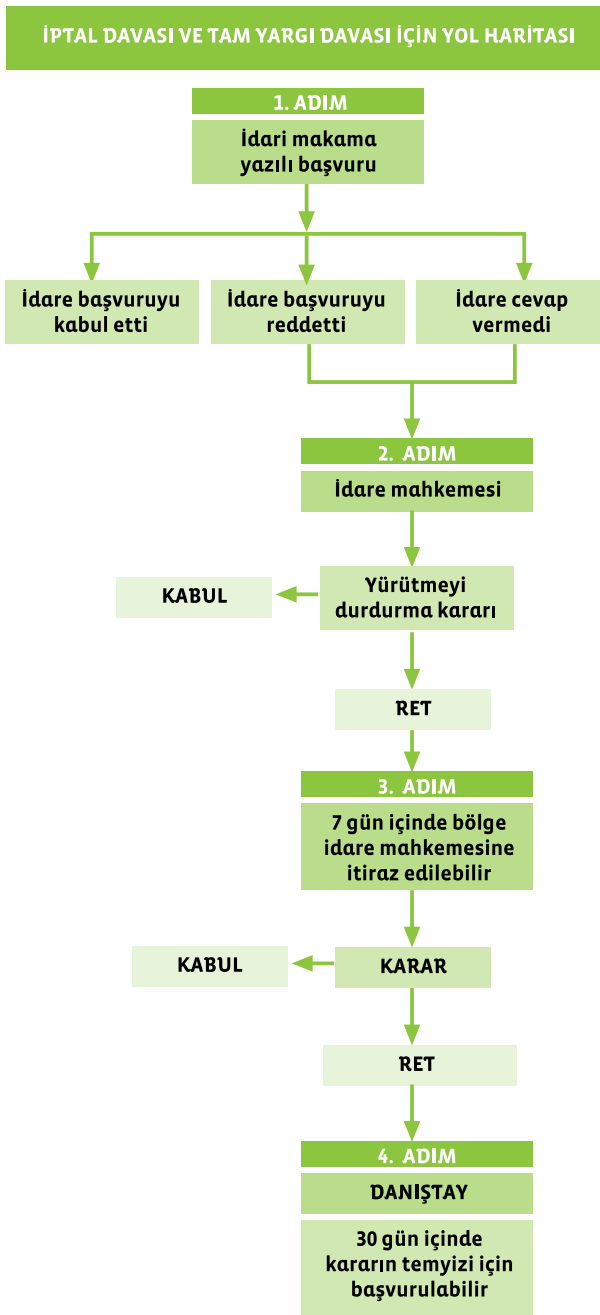 İPTAL DAVASI VE TAM YARGI DAVASI İÇİN YOL HARİTASI
1. ADIM
İdari makama
yazılı başvuru
İdare başvuruyu
kabul etti
İdare başvuruyu
reddetti
İdare cevap
vermedi
2. ADIM
İdare mahkemesi
Yürütmeyi
durdurma kararı
KABUL
RET
3. ADIM
7 gün içinde bölge
idare mahkemesine
itiraz edilebilir
KABUL
KARAR
RET
4. ADIM
DANIŞTAY
30 gün içinde
kararın temyizi için
başvurulabilir